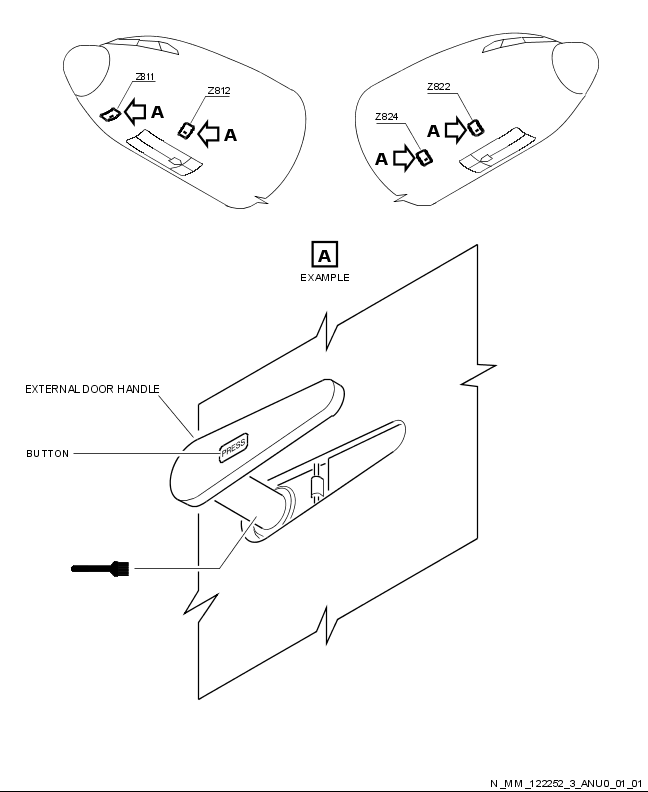 Z811
A
Z812
A
Z822
A
Z824
A
A
EXAMPLE
EXTERNAL DOOR HANDLE
BUTTON
PRESS
N_MM_122252_3_ANU0_01_01